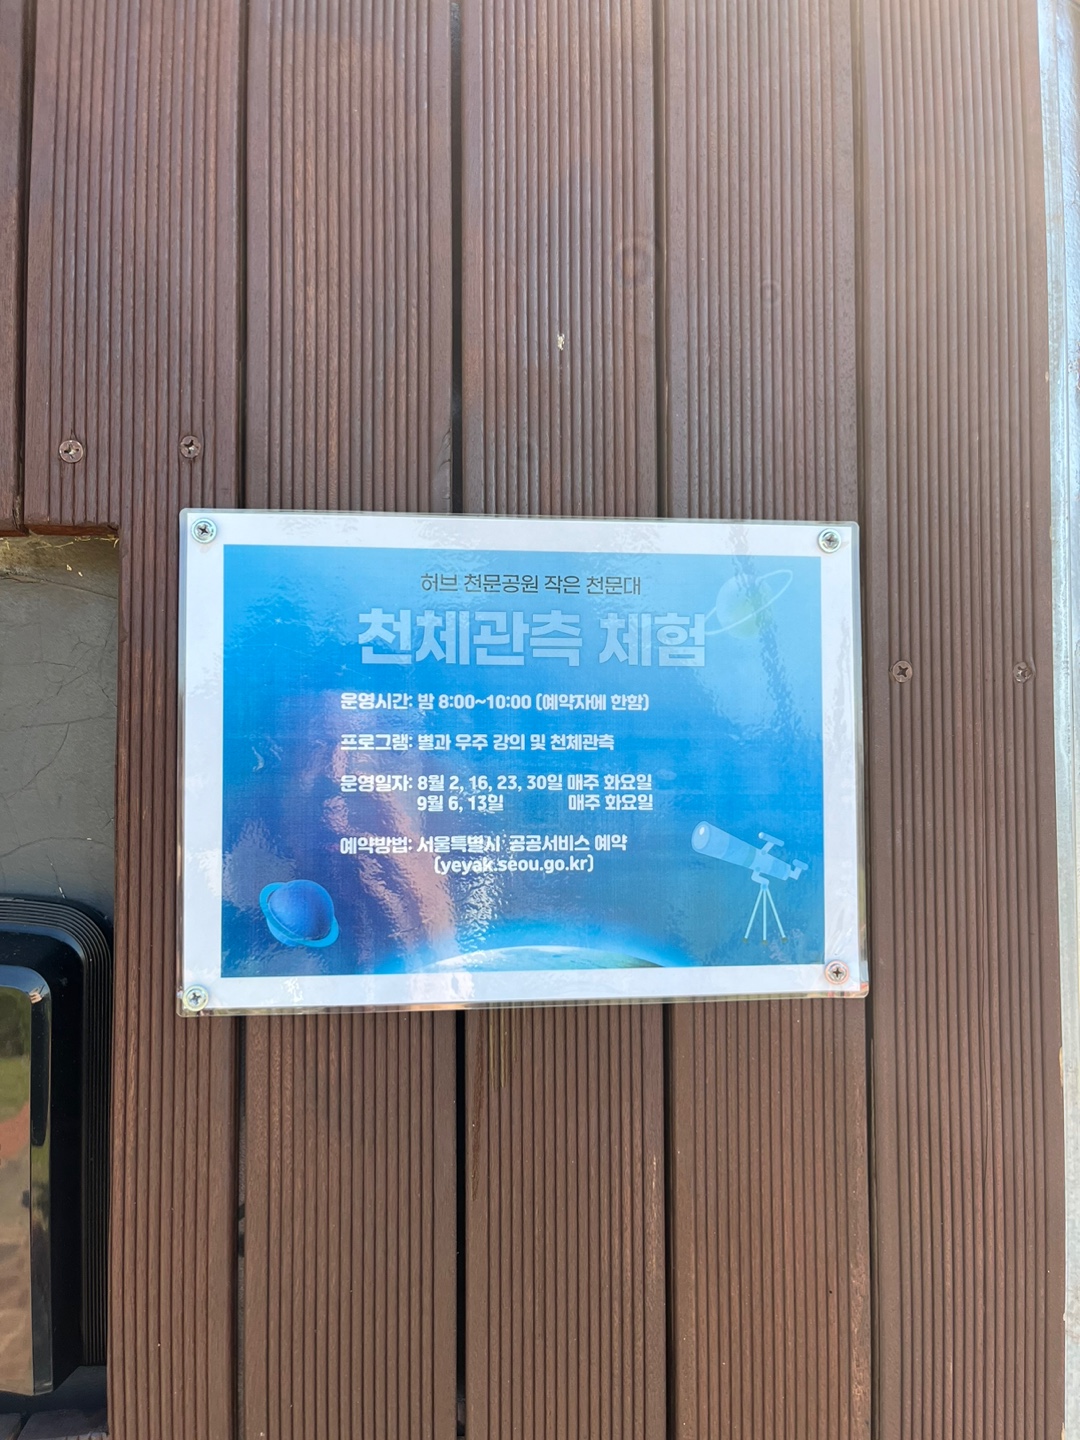 허브 천문공원 작은 천문대
천체관측 체험
운영시간: 밤 8:00~10:00 (예약자에 한함)
프로그램: 별과 우주 강의 및 천체관측
운영일자: 8월 2, 16, 23, 30일 매주 화요일
9월 6, 13일 매주 화요일
예약방법: 서울특별시 공공서비스 예약
(yeyak.seou.go.kr)